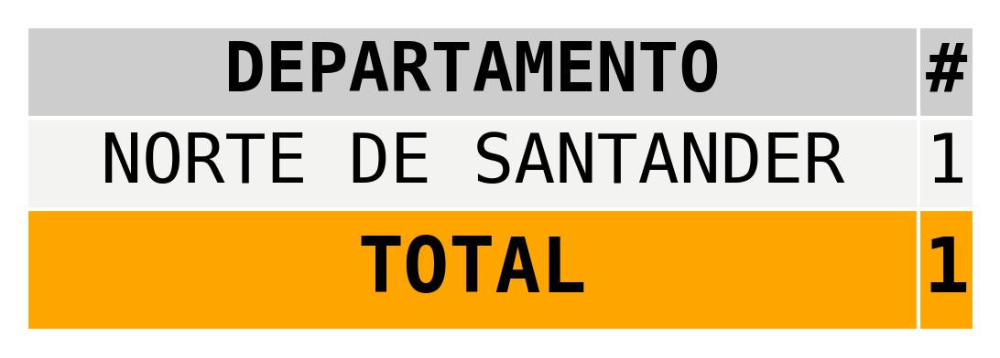 DEPARTAMENTO #
NORTE DE SANTANDER 1
TOTAL 1